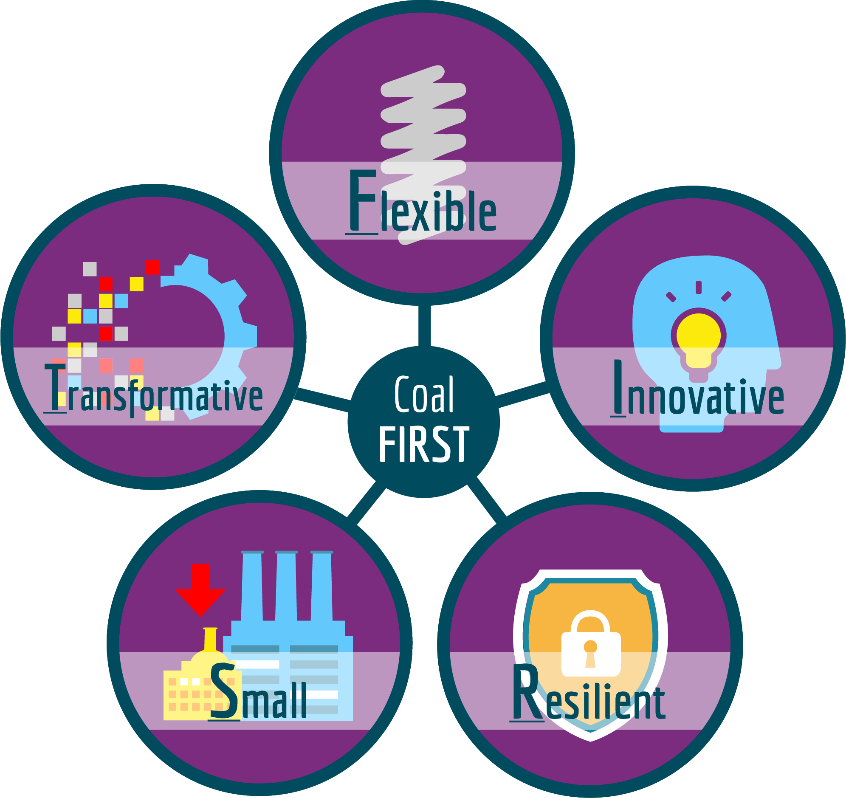 Flexible
Innovative
Resilient
Small
Transformative
Coal
FIRST